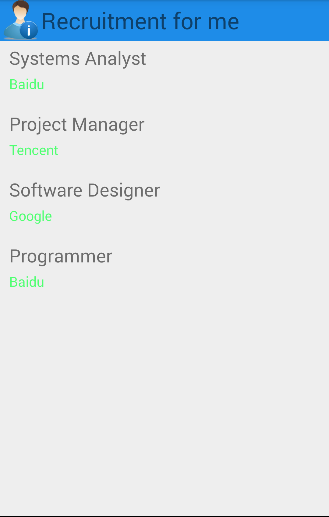 Recruitment for me
Systems Analyst
Baidu
Project Manager
Tencent
Software Designer
Google
Programmer
Baidu